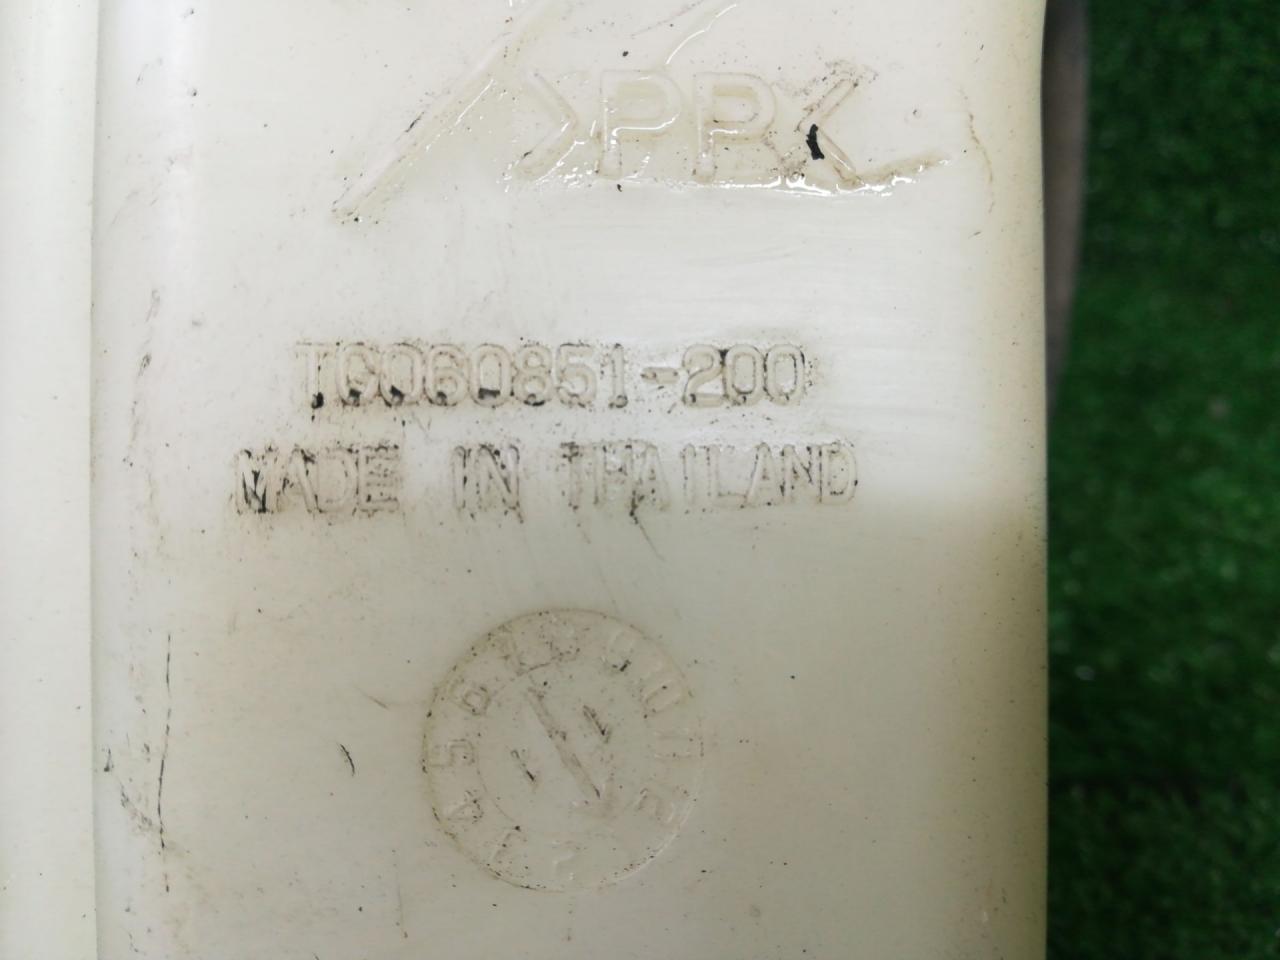 >PP<
TG060851-200
MADE IN THAILAND